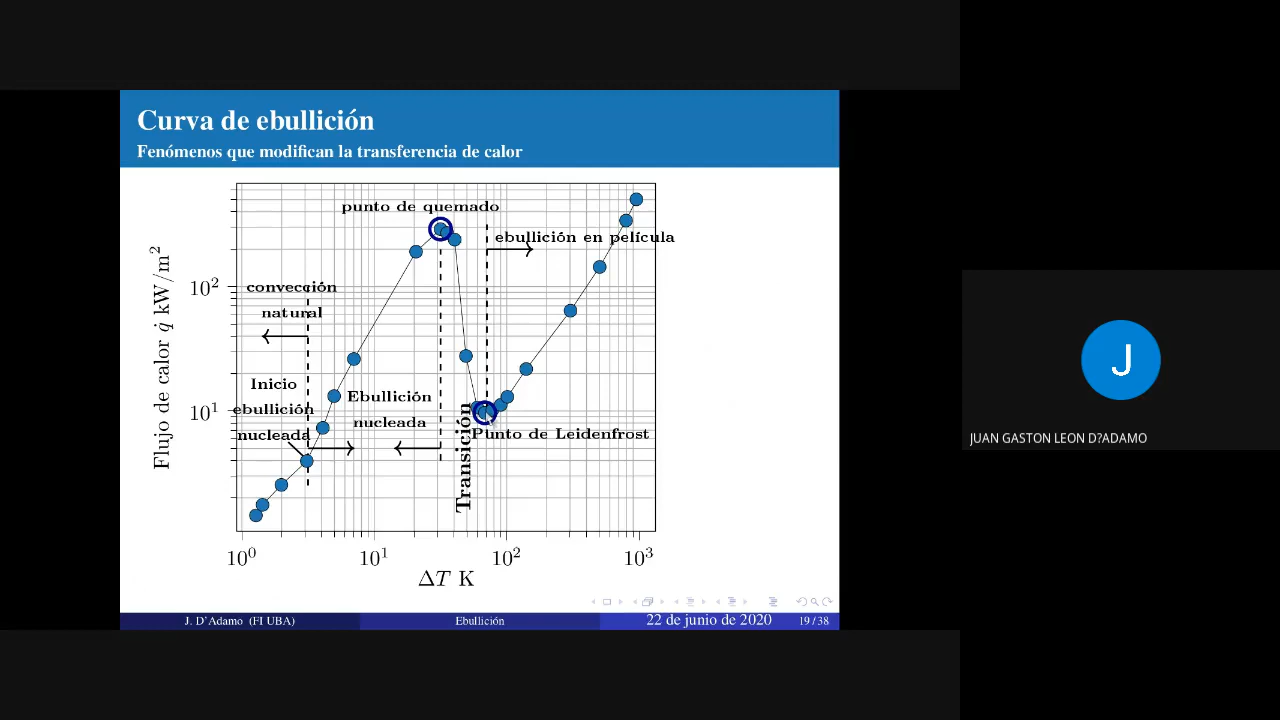 Curva de ebullición
Fenómenos que modifican la transferencia de calor
punto de quemado
ebullición en película
convección
natural
Inicio
ebullición
nucleada
Ebullición
nucleada
Transición
Punto de Leidenfrost
Flujo de calor q̇ kW/m²
10²
10¹
10⁰ 10¹ 10² 10³
ΔT K
J. D'Adamo (FI UBA) Ebullición 22 de junio de 2020 19 / 38
J
JUAN GASTON LEON D?ADAMO